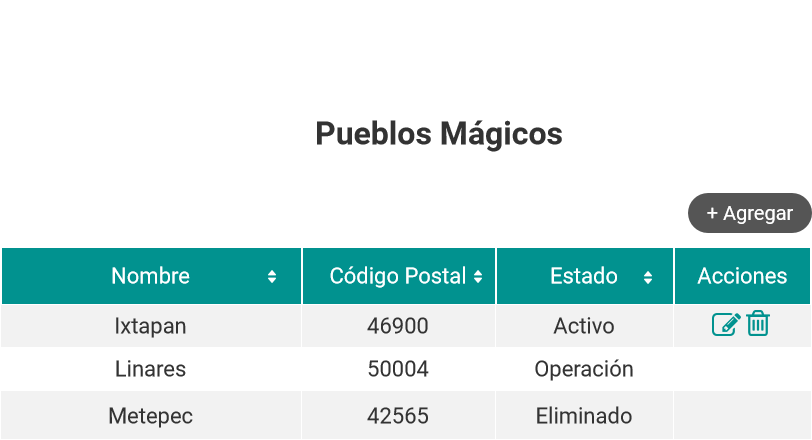 Pueblos Mágicos
+ Agregar
Nombre Código Postal Estado Acciones
Ixtapan 46900 Activo
Linares 50004 Operación
Metepec 42565 Eliminado